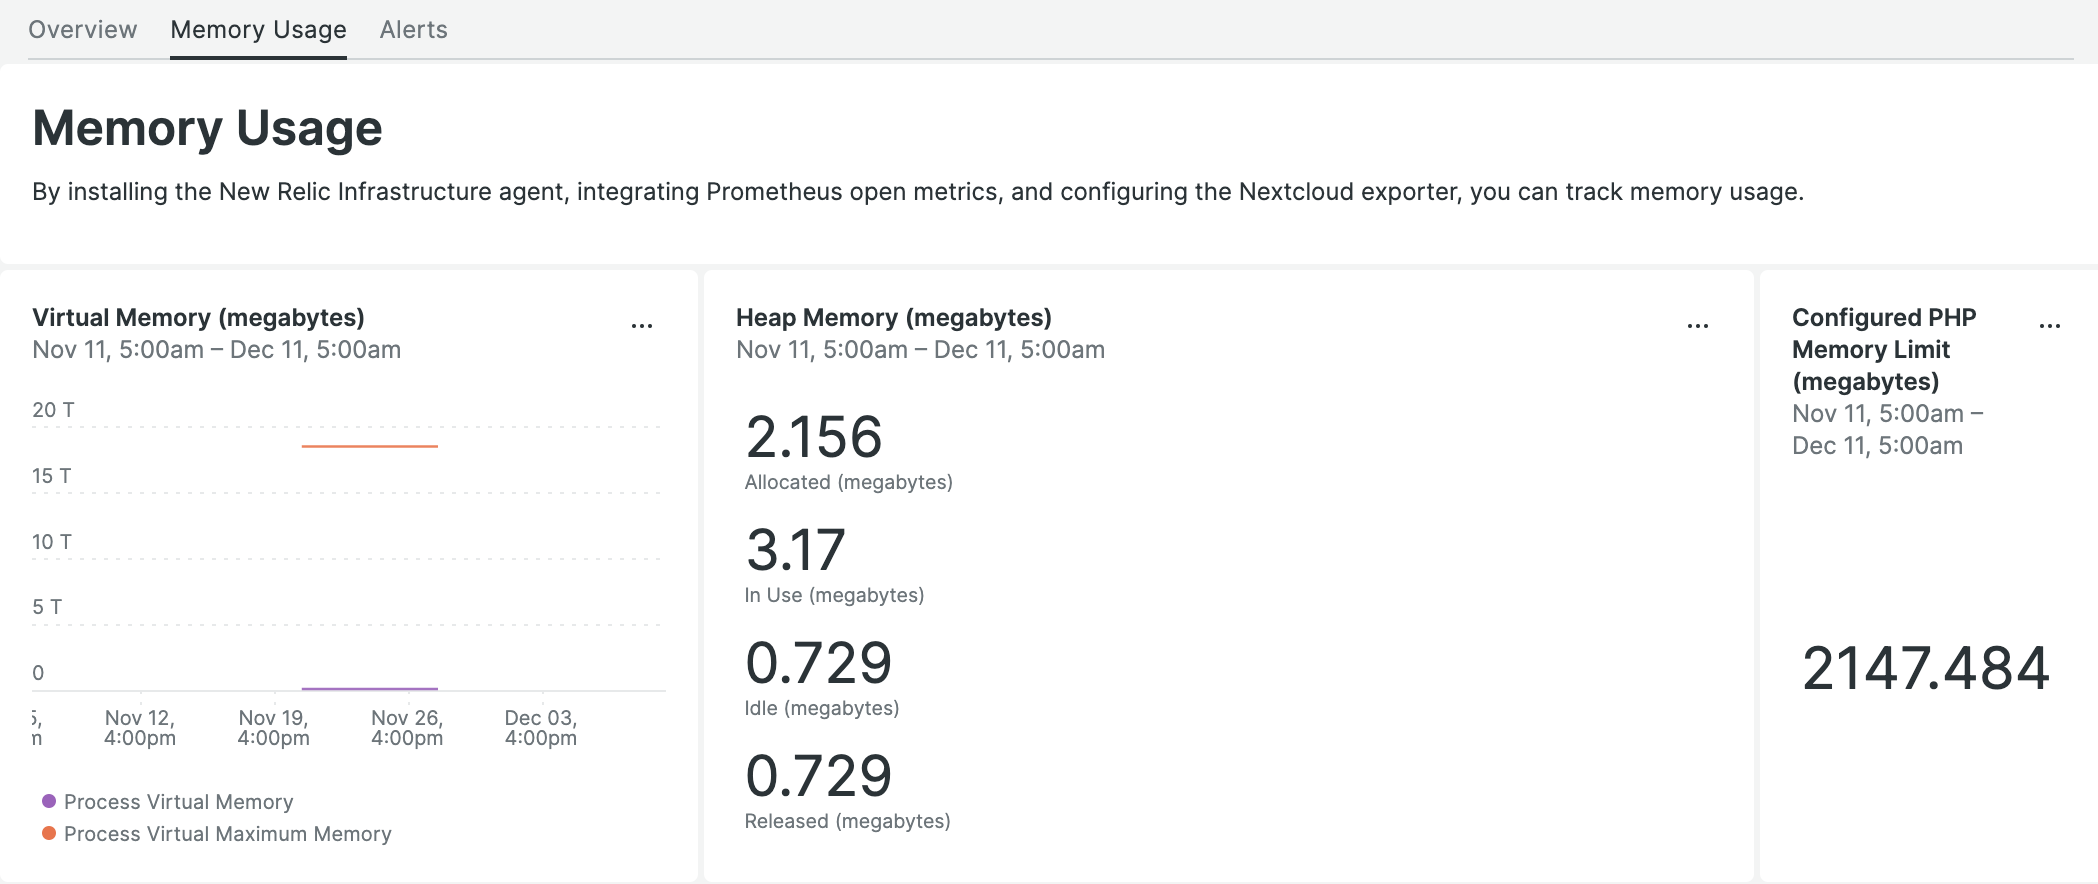 Overview Memory Usage Alerts
Memory Usage
By installing the New Relic Infrastructure agent, integrating Prometheus open metrics, and configuring the Nextcloud exporter, you can track memory usage.
Virtual Memory (megabytes)
Nov 11, 5:00am – Dec 11, 5:00am
20 T
15 T
10 T
5 T
0
Nov 12,
4:00pm
Nov 19,
4:00pm
Nov 26,
4:00pm
Dec 03,
4:00pm
Process Virtual Memory
Process Virtual Maximum Memory
Heap Memory (megabytes)
Nov 11, 5:00am – Dec 11, 5:00am
2.156
Allocated (megabytes)
3.17
In Use (megabytes)
0.729
Idle (megabytes)
0.729
Released (megabytes)
Configured PHP
Memory Limit
(megabytes)
Nov 11, 5:00am –
Dec 11, 5:00am
2147.484